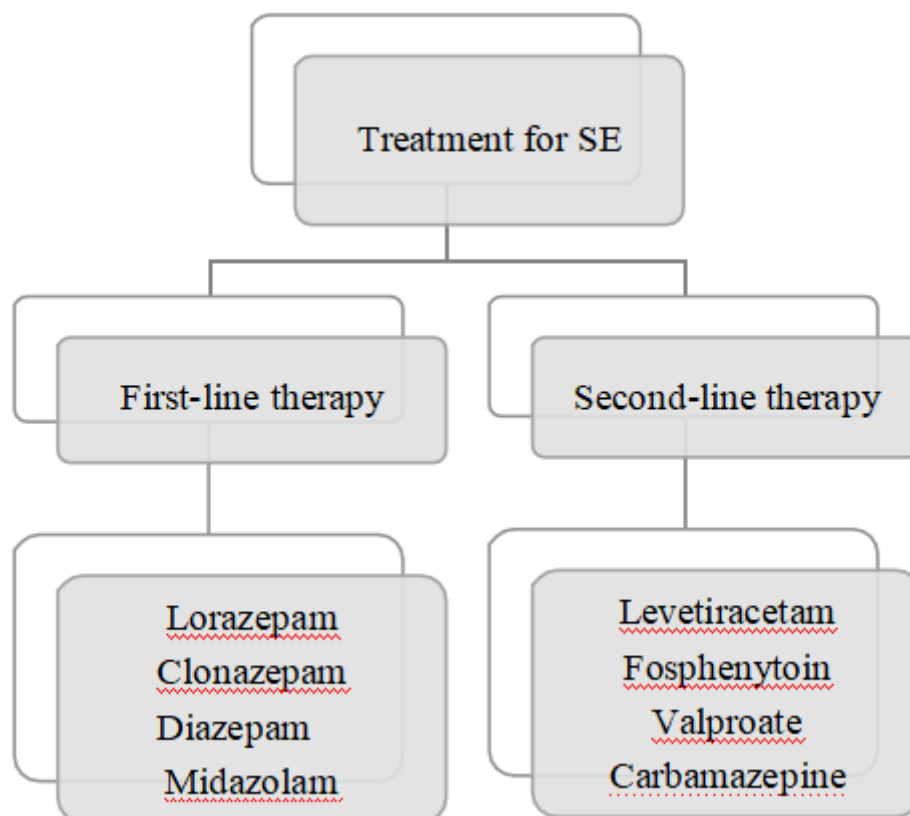 Treatment for SE
First-line therapy
Second-line therapy
Lorazepam
Clonazepam
Diazepam
Midazolam
Levetiracetam
Fosphenytoin
Valproate
Carbamazepine